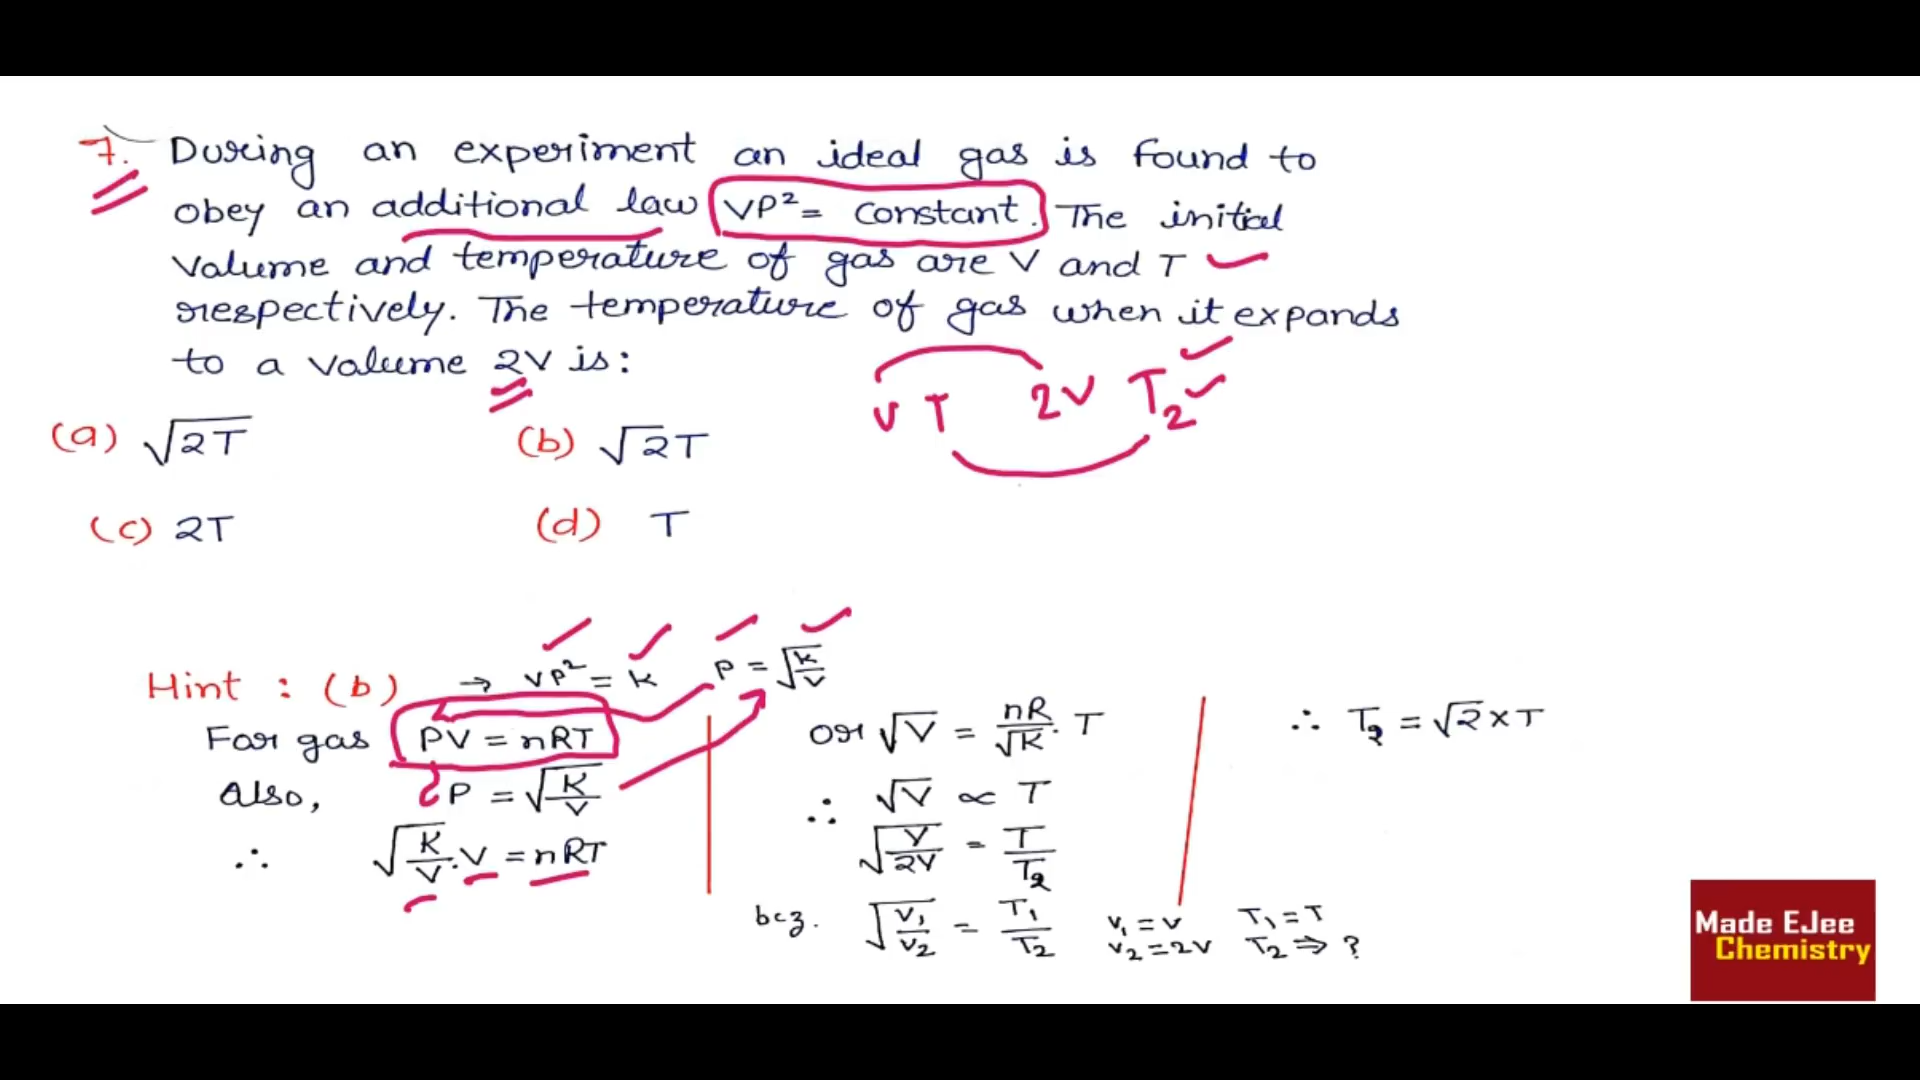 7. During an experiment an ideal gas is found to
obey an additional law VP² = Constant. The initial
Volume and temperature of gas are V and T
respectively. The temperature of gas when it expands
to a volume 2V is:
V T 2V T₂
(a) √2T (b) √2 T
(c) 2T (d) T
Hint : (b) → VP² = K P = √(K/V)
For gas PV = nRT
Also, P = √(K/V)
∴ √(K/V) . V = nRT
Or √V = nR/√K . T
∴ √V ∝ T
√(V/2V) = T/T₂
bcz. √(V₁/V₂) = T₁/T₂
V₁ = V T₁ = T
V₂ = 2V T₂ ⇒ ?
∴ T₂ = √2 × T
Made EJee
Chemistry